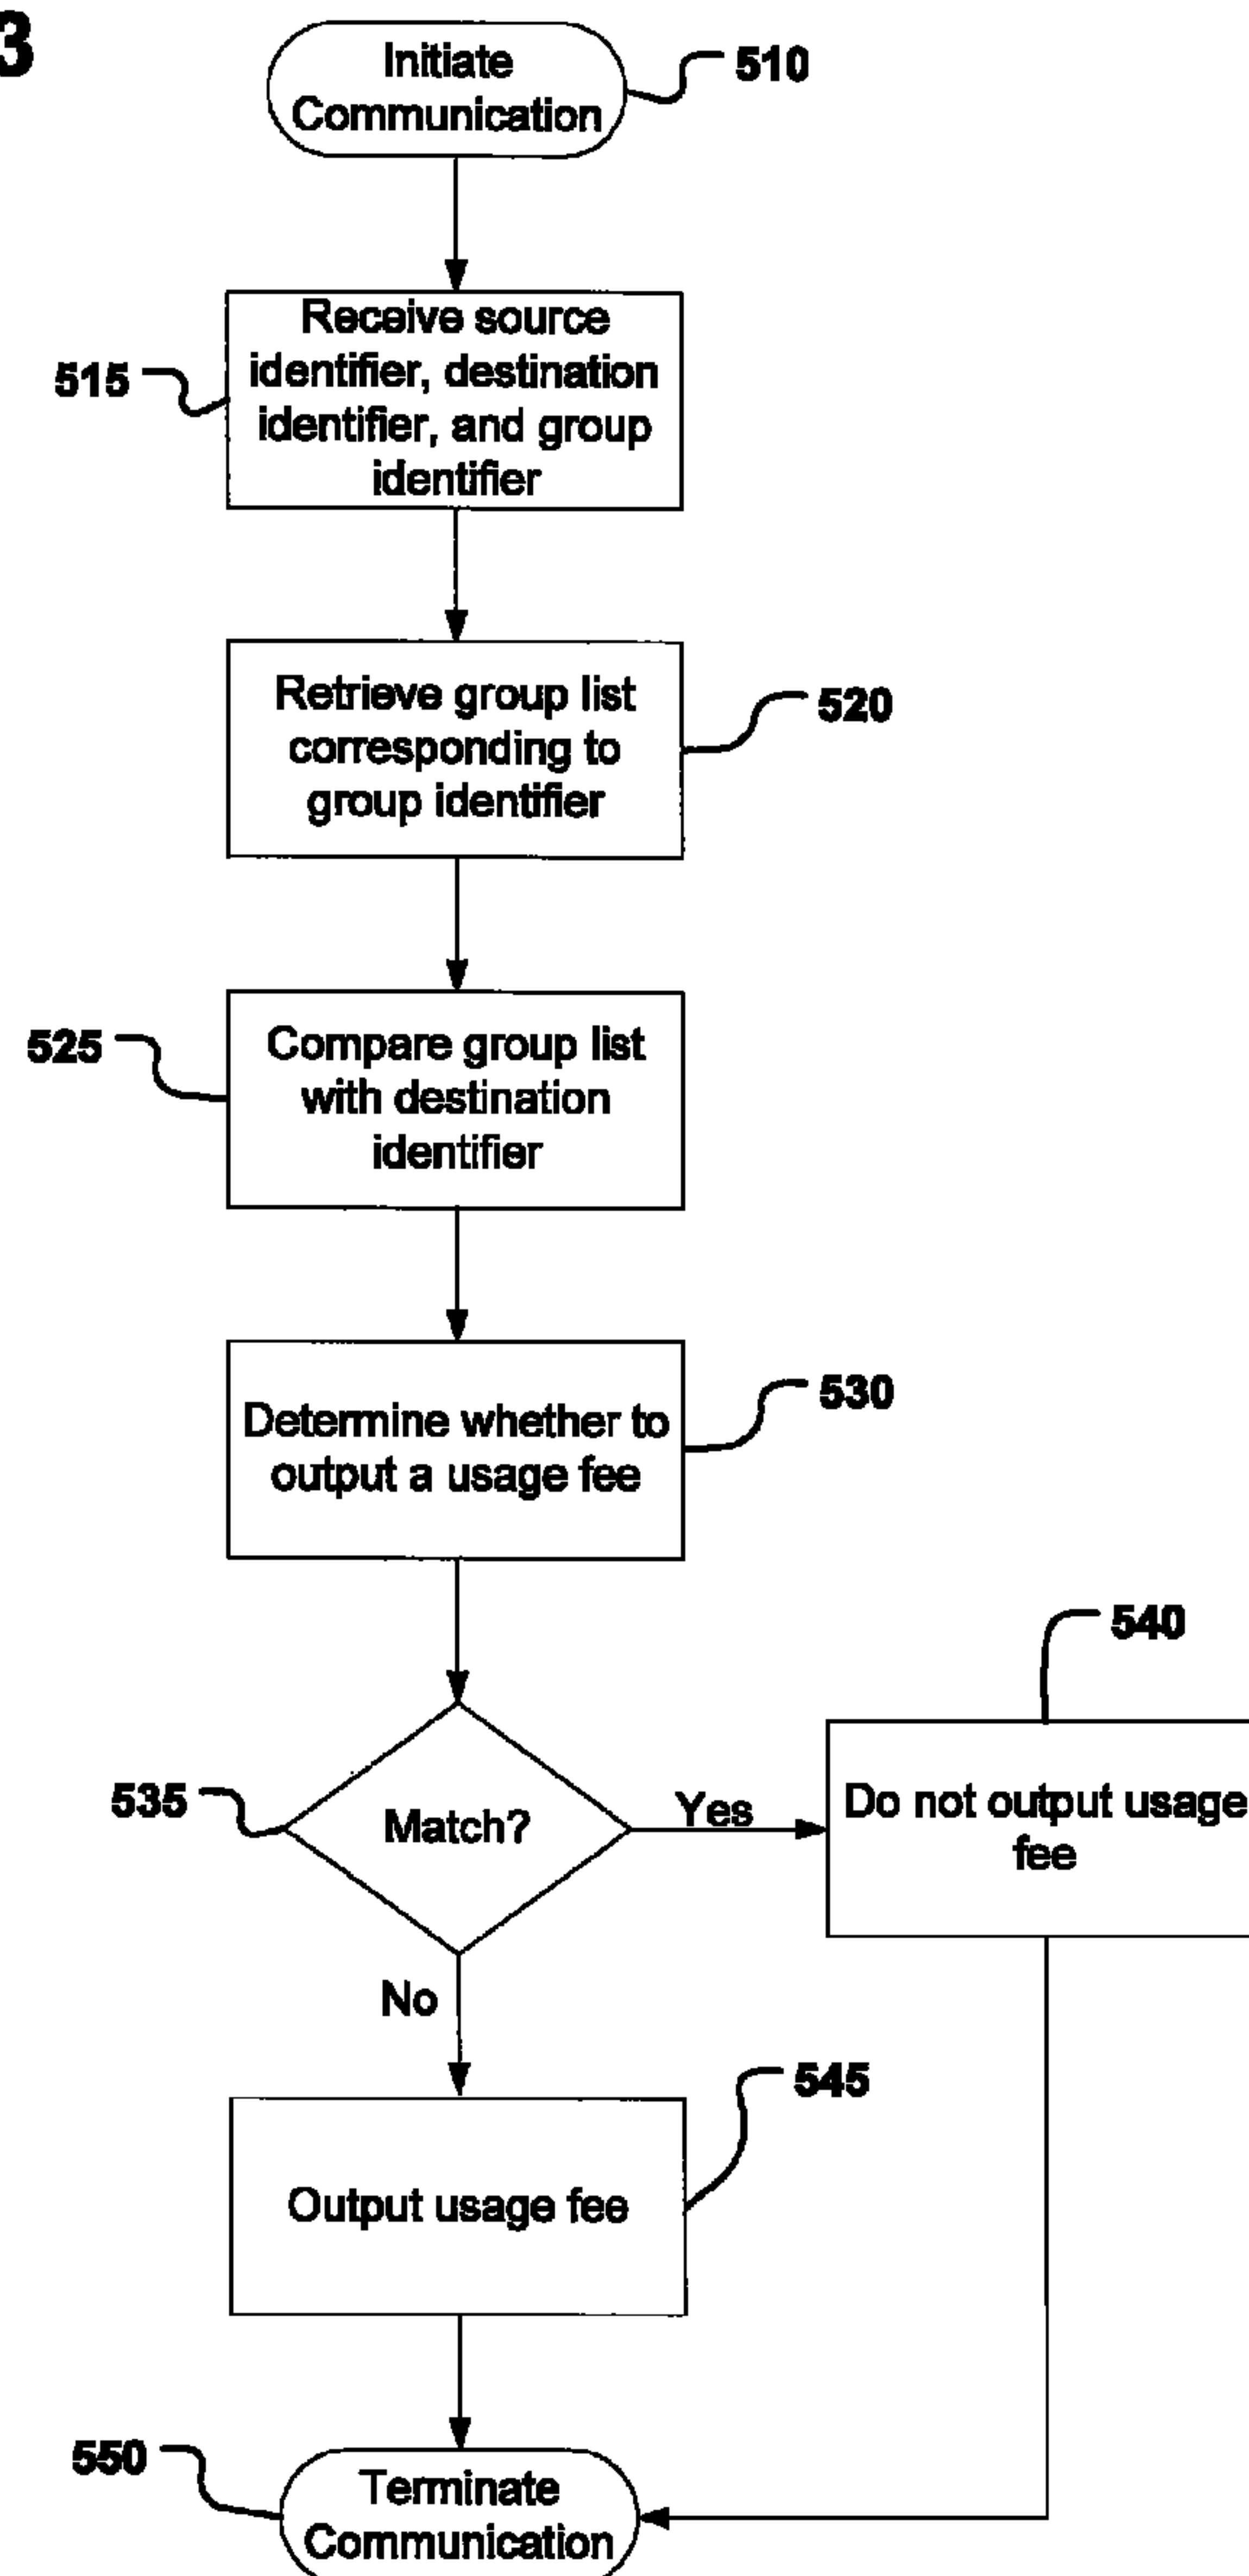 3
Initiate
Communication
510
Receive source
identifier, destination
identifier, and group
identifier
515
Retrieve group list
corresponding to
group identifier
520
Compare group list
with destination
identifier
525
Determine whether to
output a usage fee
530
Match?
535
Yes
540
Do not output usage
fee
No
Output usage fee
545
Terminate
Communication
550